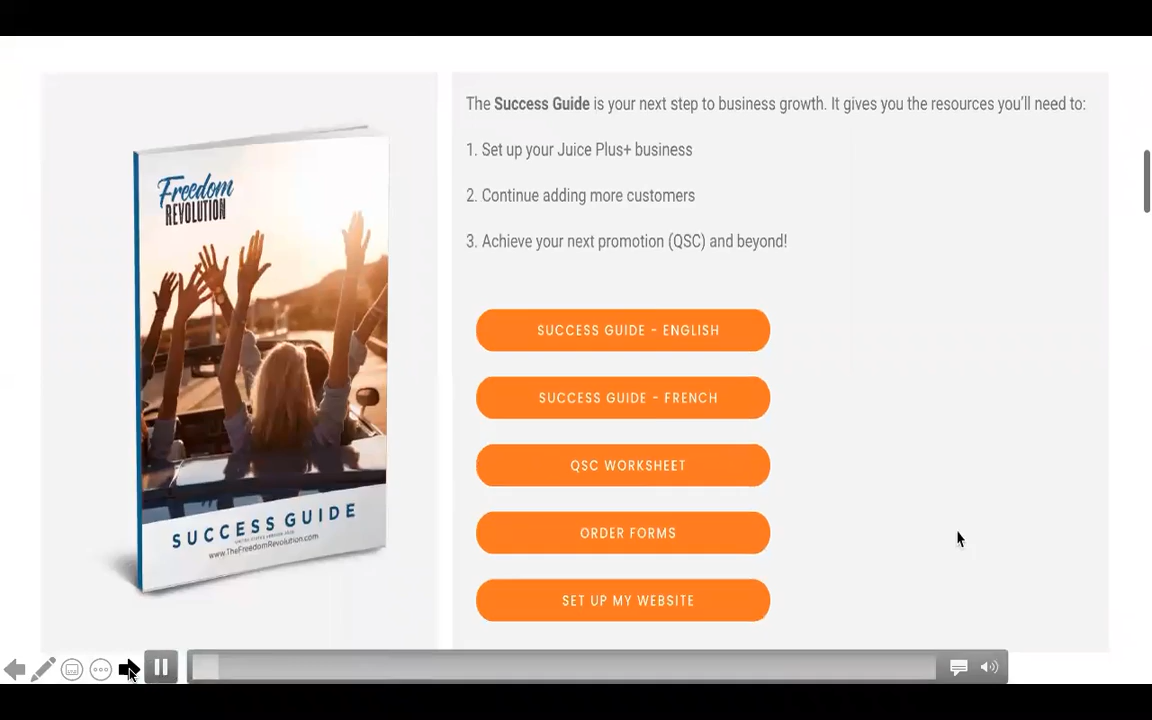 The Success Guide is your next step to business growth. It gives you the resources you'll need to:
1. Set up your Juice Plus+ business
2. Continue adding more customers
3. Achieve your next promotion (QSC) and beyond!
Freedom
REVOLUTION
SUCCESS GUIDE
www.TheFreedomRevolution.com
SUCCESS GUIDE - ENGLISH
SUCCESS GUIDE - FRENCH
QSC WORKSHEET
ORDER FORMS
SET UP MY WEBSITE